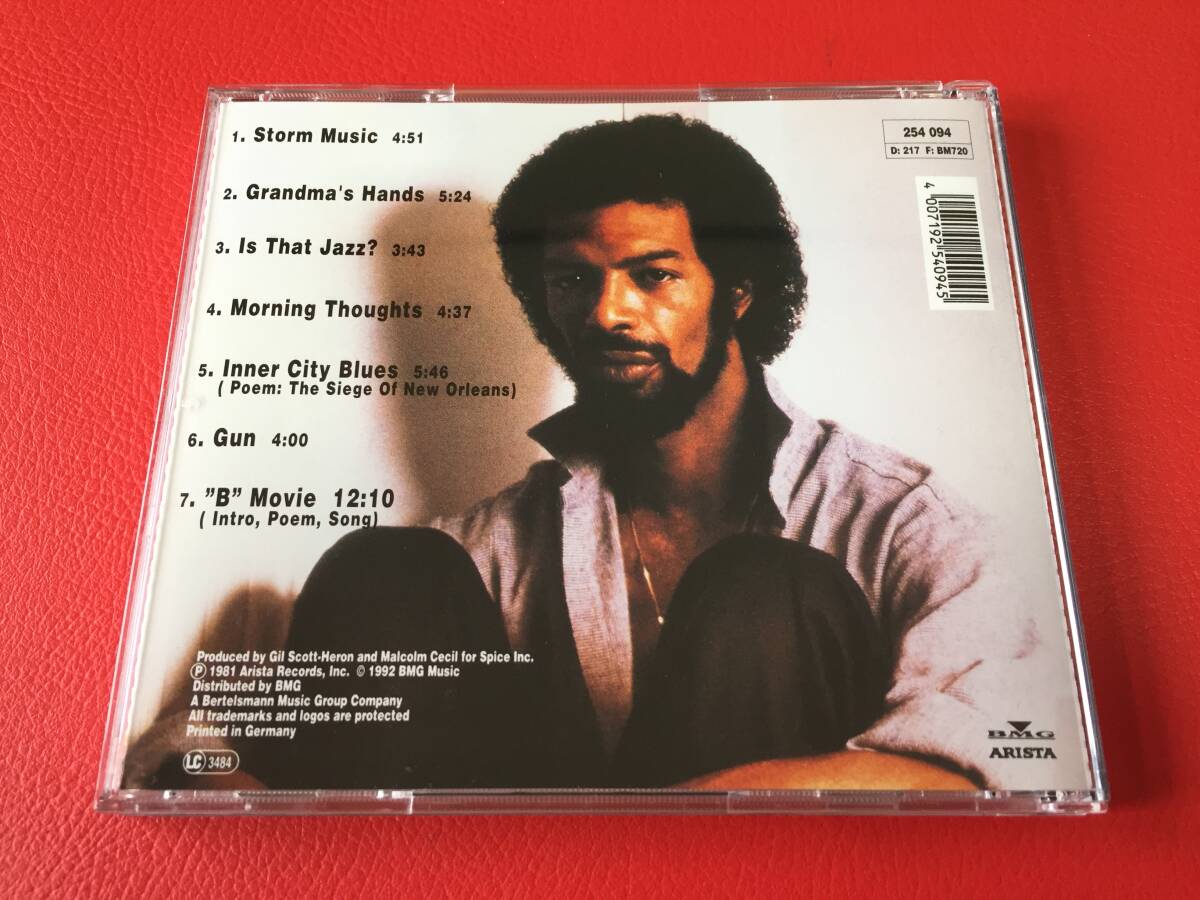 1. Storm Music 4:51
2. Grandma's Hands 5:24
3. Is That Jazz? 3:43
4. Morning Thoughts 4:37
5. Inner City Blues 5:46
( Poem: The Siege Of New Orleans)
6. Gun 4:00
7. "B" Movie 12:10
( Intro, Poem, Song)
254 094
D: 217 F: BM720
4 007192 540945
Produced by Gil Scott-Heron and Malcolm Cecil for Spice Inc.
Ⓟ 1981 Arista Records, Inc. © 1992 BMG Music
Distributed by BMG
A Bertelsmann Music Group Company
All trademarks and logos are protected
Printed in Germany
LC 3484
BMG
ARISTA